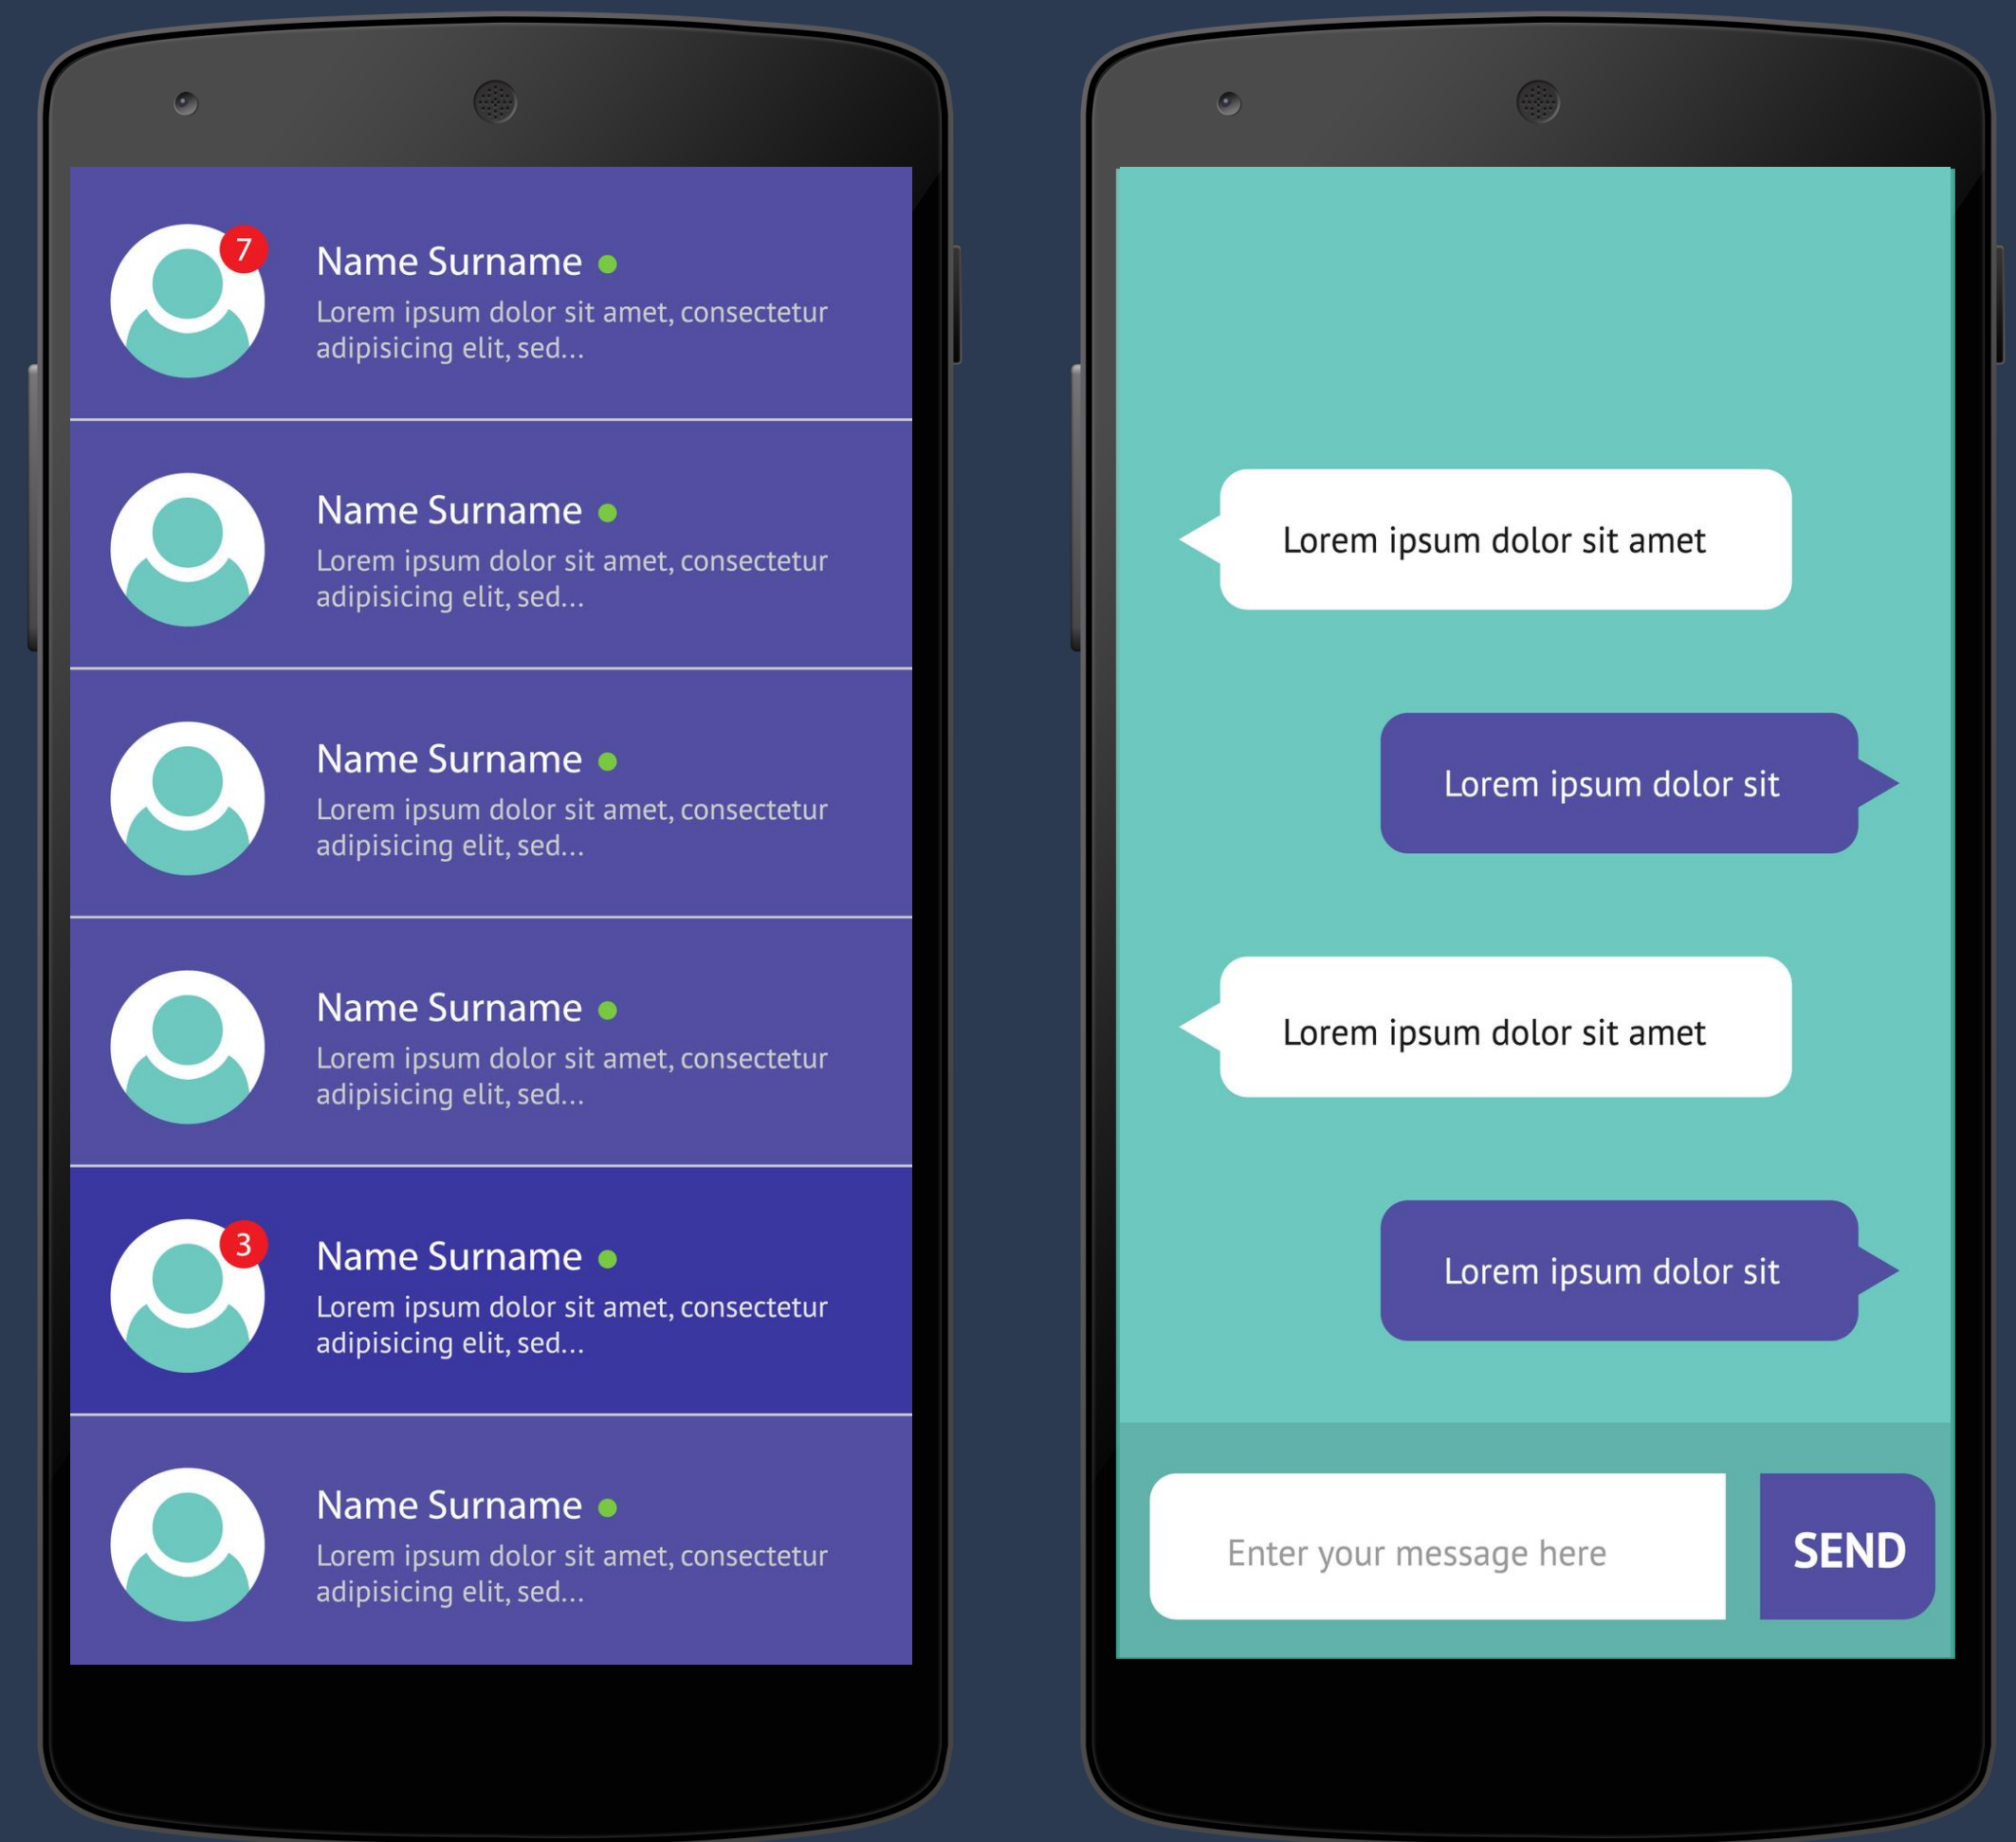 7
Name Surname
Lorem ipsum dolor sit amet, consectetur
adipisicing elit, sed...
Name Surname
Lorem ipsum dolor sit amet, consectetur
adipisicing elit, sed...
Name Surname
Lorem ipsum dolor sit amet, consectetur
adipisicing elit, sed...
Name Surname
Lorem ipsum dolor sit amet, consectetur
adipisicing elit, sed...
3
Name Surname
Lorem ipsum dolor sit amet, consectetur
adipisicing elit, sed...
Name Surname
Lorem ipsum dolor sit amet, consectetur
adipisicing elit, sed...
Lorem ipsum dolor sit amet
Lorem ipsum dolor sit
Lorem ipsum dolor sit amet
Lorem ipsum dolor sit
Enter your message here
SEND